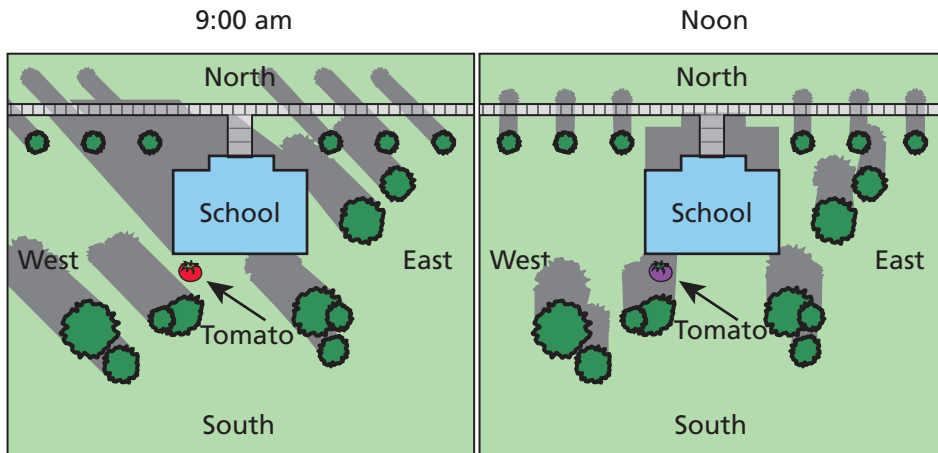 9:00 am
North
School
West
East
Tomato
South
Noon
North
School
West
East
Tomato
South